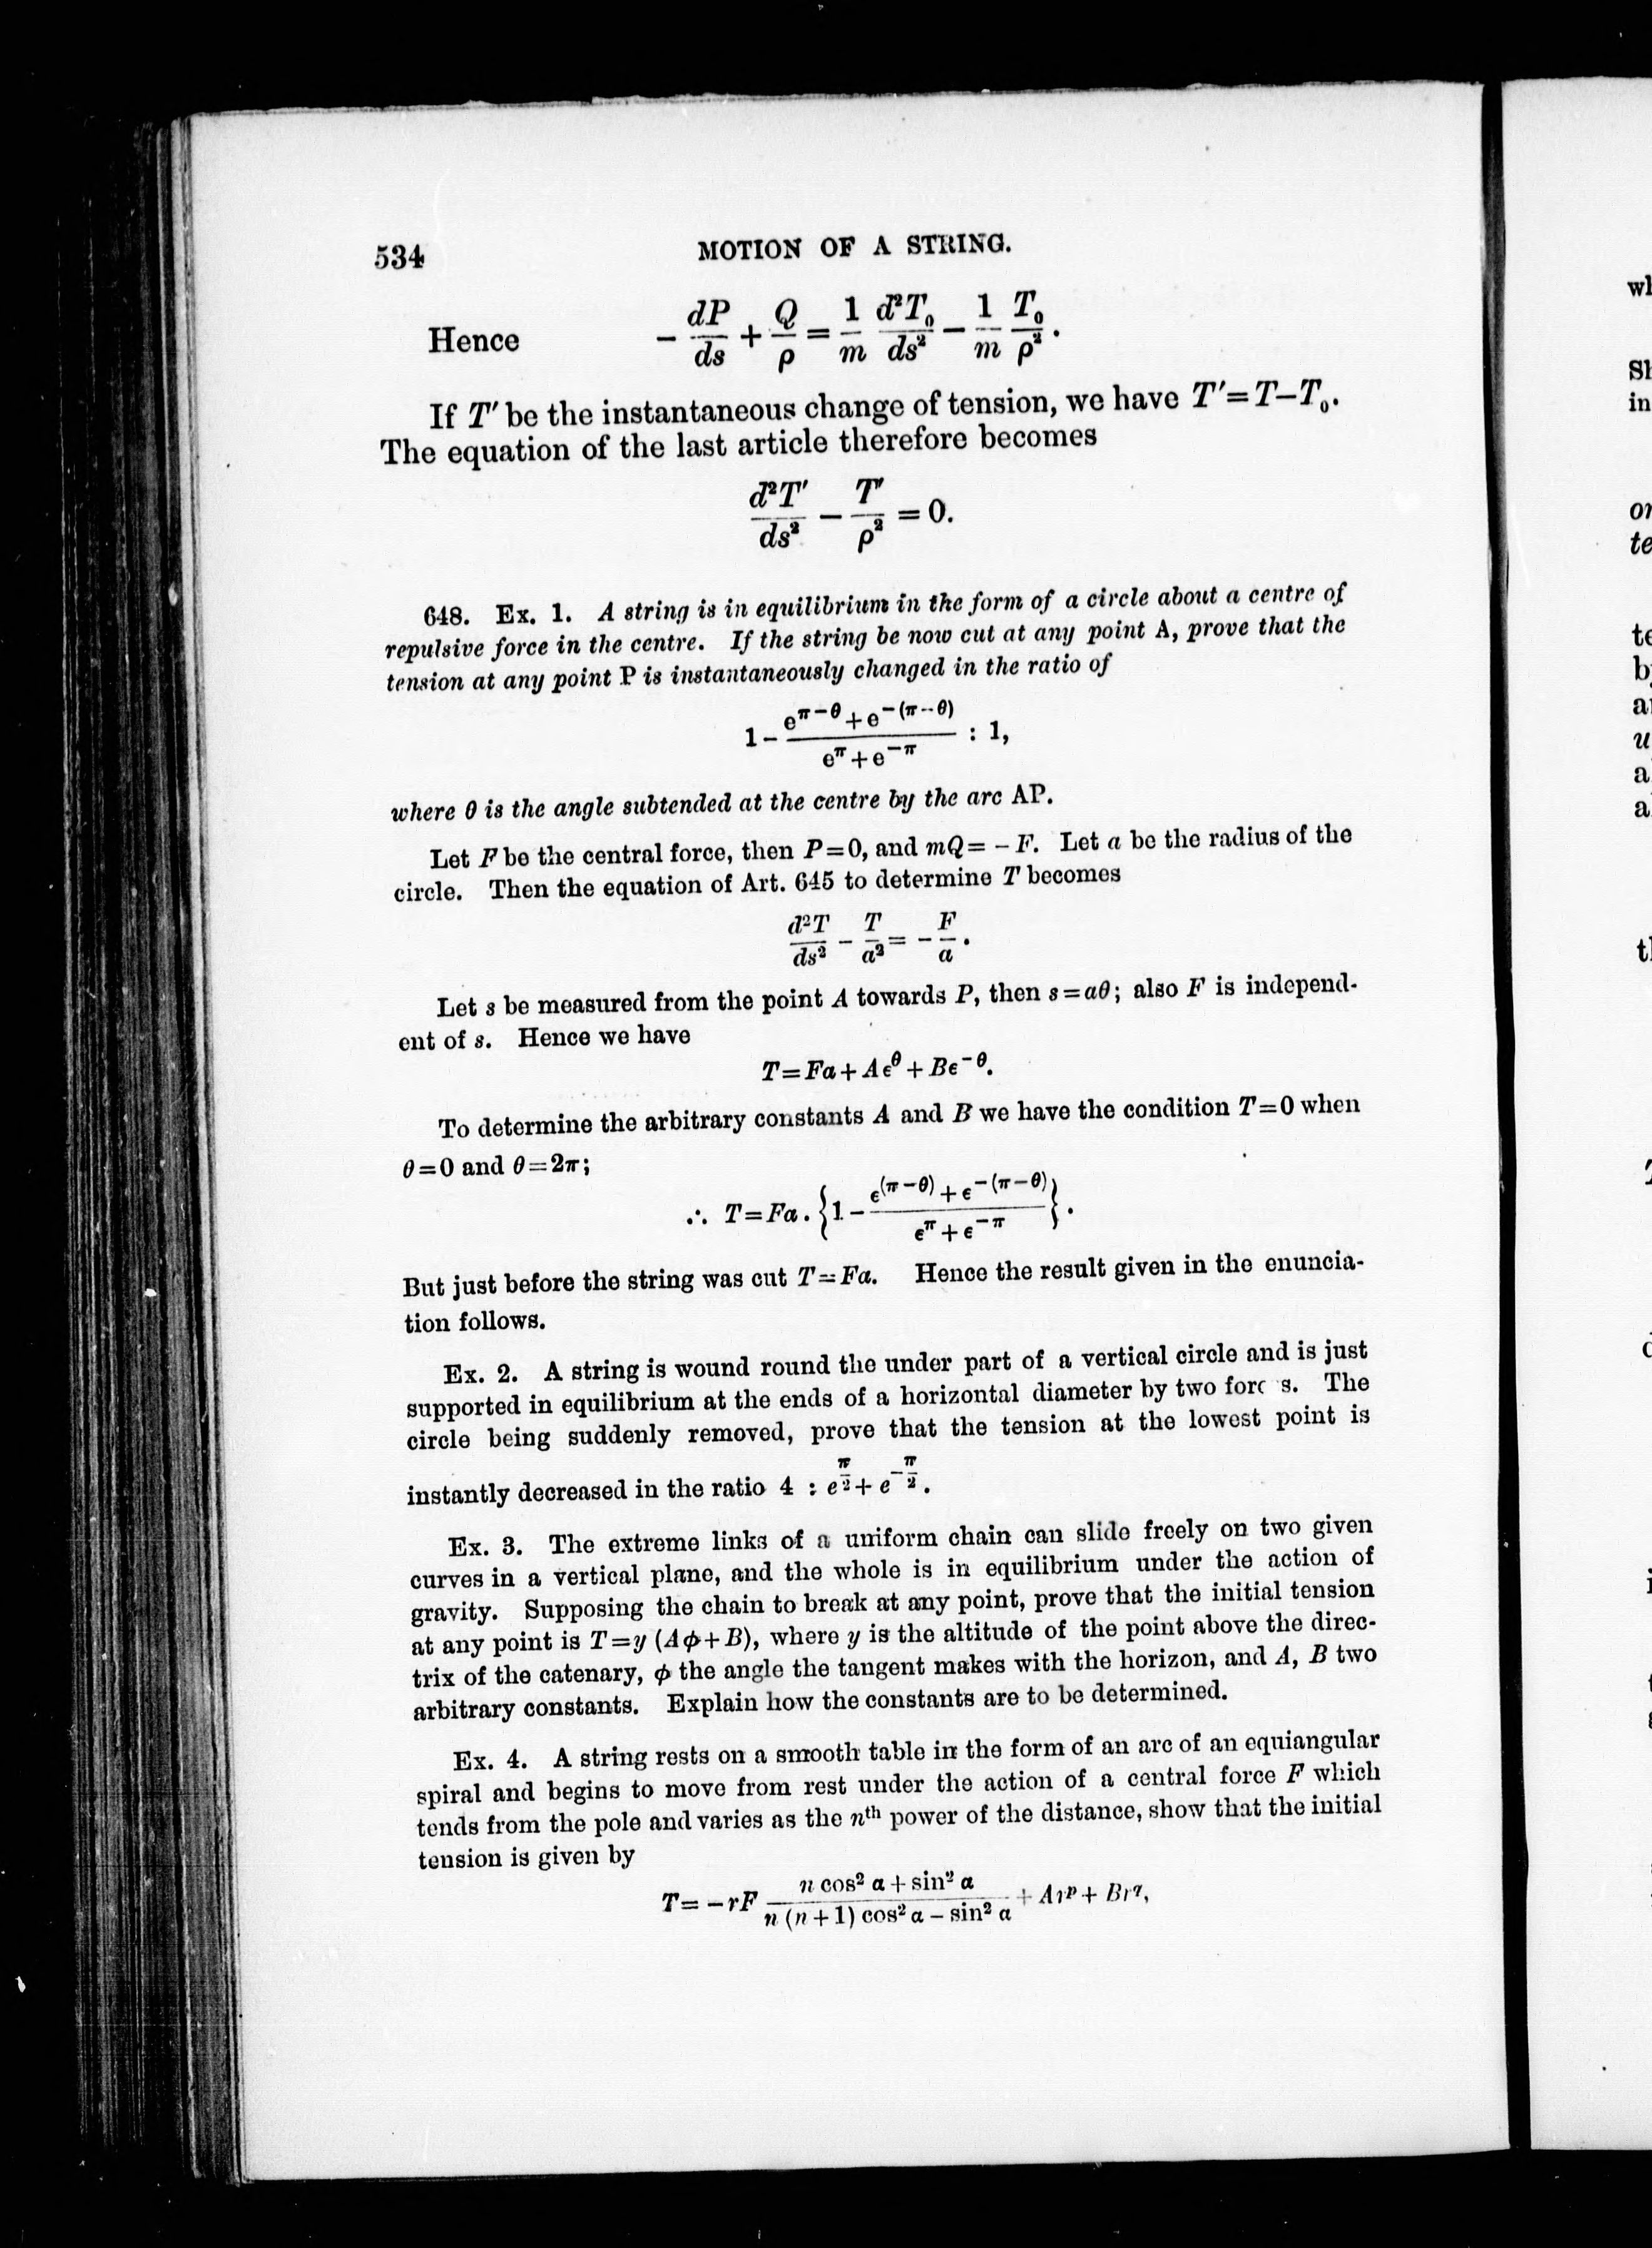 534
MOTION OF A STRING.
Hence − dP/ds + Q/ρ = 1/m d²T₀/ds² − 1/m T₀/ρ² .
If T′ be the instantaneous change of tension, we have T′=T−T₀.
The equation of the last article therefore becomes
d²T′/ds² − T′/ρ² = 0.
648. Ex. 1. A string is in equilibrium in the form of a circle about a centre of
repulsive force in the centre. If the string be now cut at any point A, prove that the
tension at any point P is instantaneously changed in the ratio of
1 − (e^(π−θ) + e^−(π−θ))/(e^π + e^−π) : 1,
where θ is the angle subtended at the centre by the arc AP.
Let F be the central force, then P=0, and mQ= − F. Let a be the radius of the
circle. Then the equation of Art. 645 to determine T becomes
d²T/ds² − T/a² = − F/a .
Let s be measured from the point A towards P, then s=aθ; also F is independ-
ent of s. Hence we have
T=Fa+Aϵ^θ+Bϵ^−θ.
To determine the arbitrary constants A and B we have the condition T=0 when
θ=0 and θ=2π;
∴ T=Fa . {1 − (ϵ^(π−θ) + ϵ^−(π−θ))/(ϵ^π + ϵ^−π)} .
But just before the string was cut T=Fa. Hence the result given in the enuncia-
tion follows.
Ex. 2. A string is wound round the under part of a vertical circle and is just
supported in equilibrium at the ends of a horizontal diameter by two forc s. The
circle being suddenly removed, prove that the tension at the lowest point is
instantly decreased in the ratio 4 : e^(π/2) + e^(−π/2) .
Ex. 3. The extreme links of a uniform chain can slide freely on two given
curves in a vertical plane, and the whole is in equilibrium under the action of
gravity. Supposing the chain to break at any point, prove that the initial tension
at any point is T=y (Aϕ+B), where y is the altitude of the point above the direc-
trix of the catenary, ϕ the angle the tangent makes with the horizon, and A, B two
arbitrary constants. Explain how the constants are to be determined.
Ex. 4. A string rests on a smooth table in the form of an arc of an equiangular
spiral and begins to move from rest under the action of a central force F which
tends from the pole and varies as the nth power of the distance, show that the initial
tension is given by
T= −rF (n cos² α + sin² α)/(n (n+1) cos² α − sin² α) + Ar^p + Br^q,